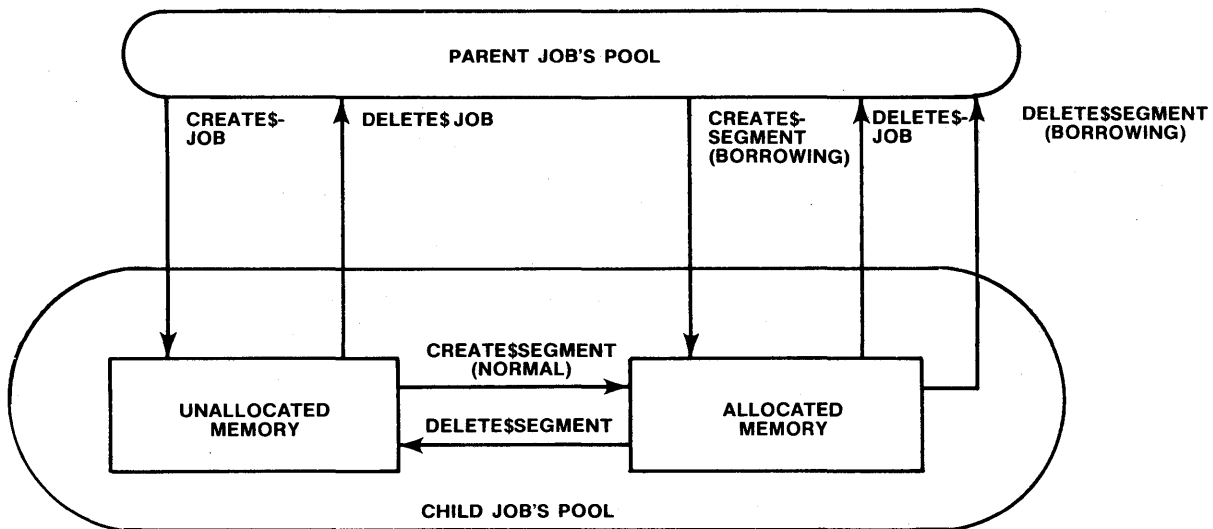 PARENT JOB'S POOL
CREATE$-
JOB
DELETE$ JOB
CREATE$-
SEGMENT
(BORROWING)
DELETE$-
JOB
DELETE$SEGMENT
(BORROWING)
CREATE$SEGMENT
(NORMAL)
UNALLOCATED
MEMORY
DELETE$SEGMENT
ALLOCATED
MEMORY
CHILD JOB'S POOL